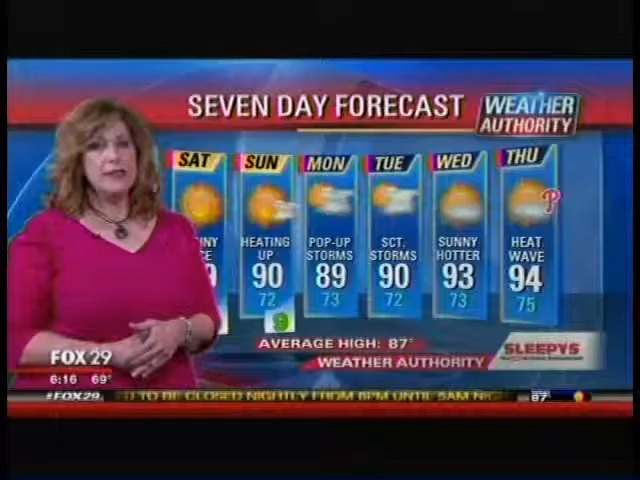 SEVEN DAY FORECAST
WEATHER
AUTHORITY
SAT
SUN
MON
TUE
WED
THU
P
HEATING
UP
90
72
9
POP-UP
STORMS
89
73
SCT.
STORMS
90
72
SUNNY
HOTTER
93
73
HEAT
WAVE
94
75
AVERAGE HIGH: 87°
WEATHER AUTHORITY
SLEEPYS
FOX 29
6:16 69°
#FOX29
D TO BE CLOSED NIGHTLY FROM 8PM UNTIL 5AM
87